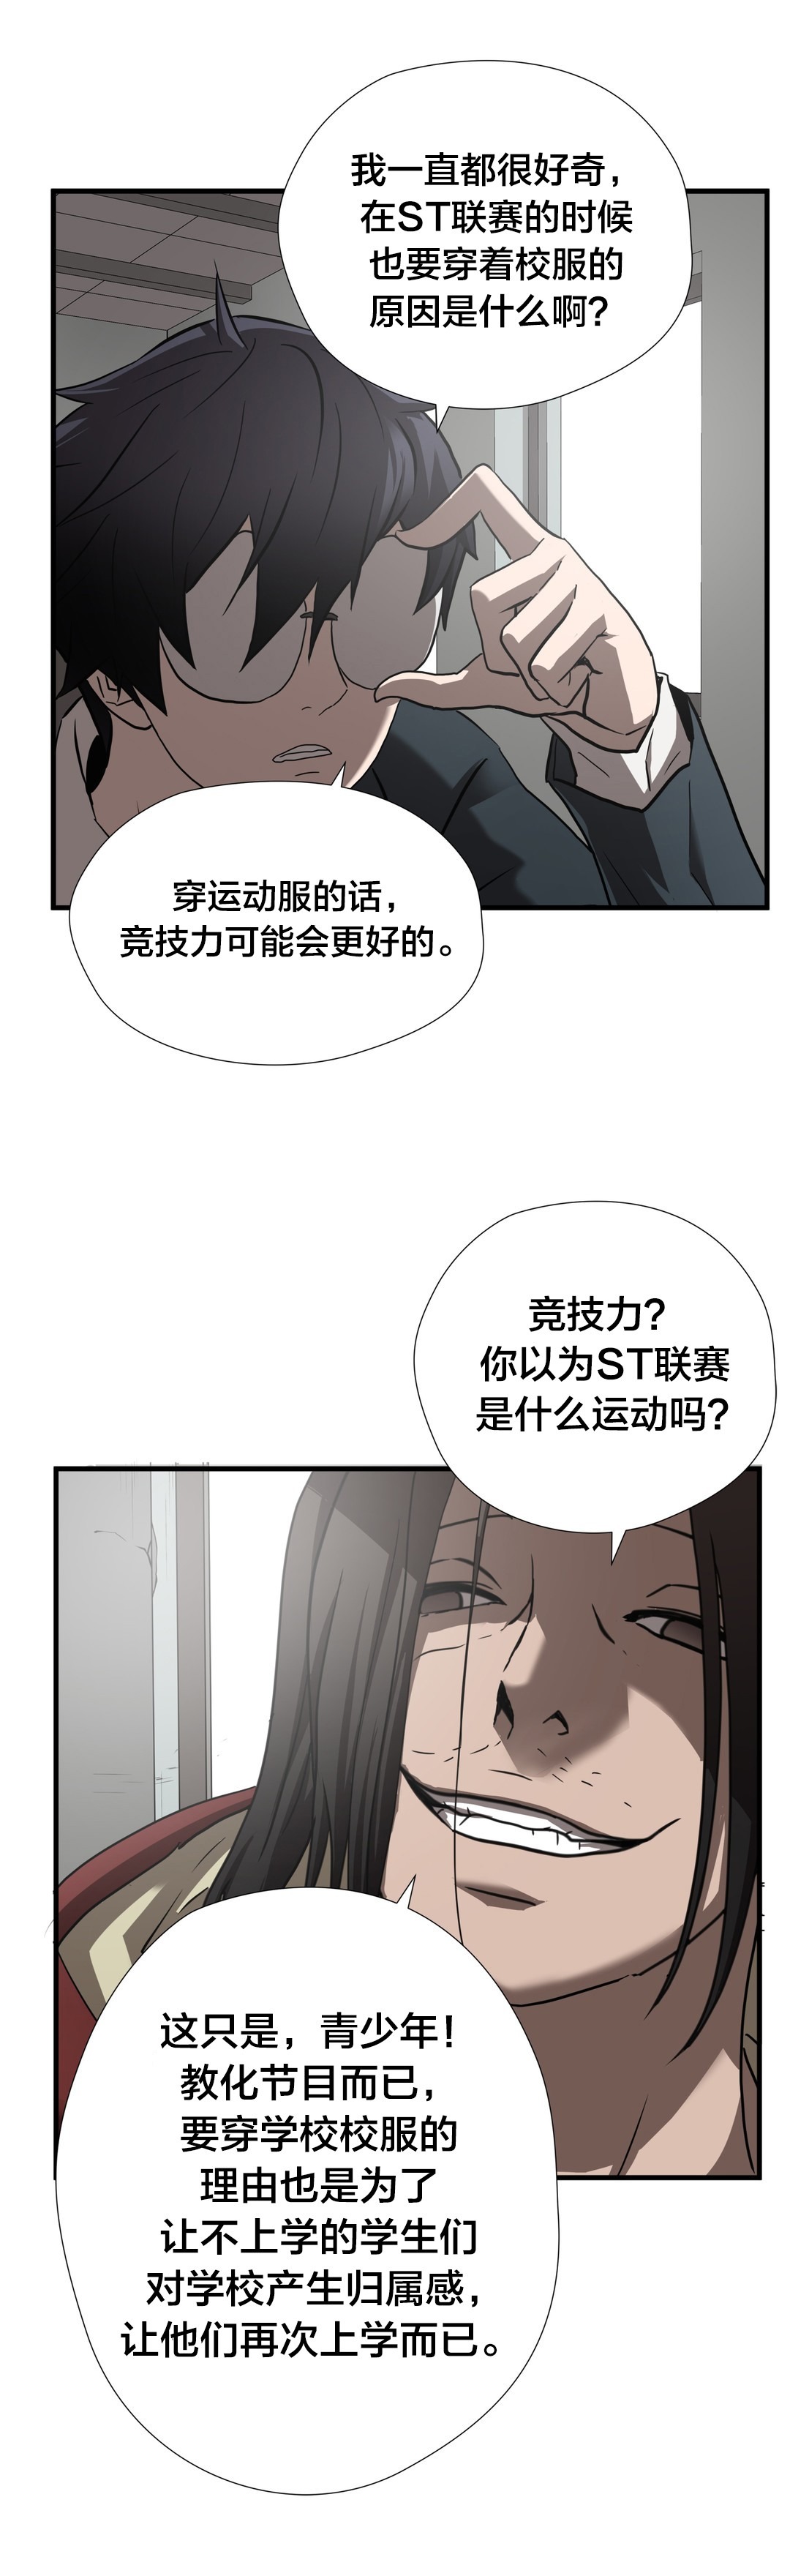 我一直都很好奇，
在ST联赛的时候
也要穿着校服的
原因是什么啊？
穿运动服的话，
竞技力可能会更好的。
竞技力？
你以为ST联赛
是什么运动吗？
这只是，青少年！
教化节目而已，
要穿学校校服的
理由也是为了
让不上学的学生们
对学校产生归属感，
让他们再次上学而已。